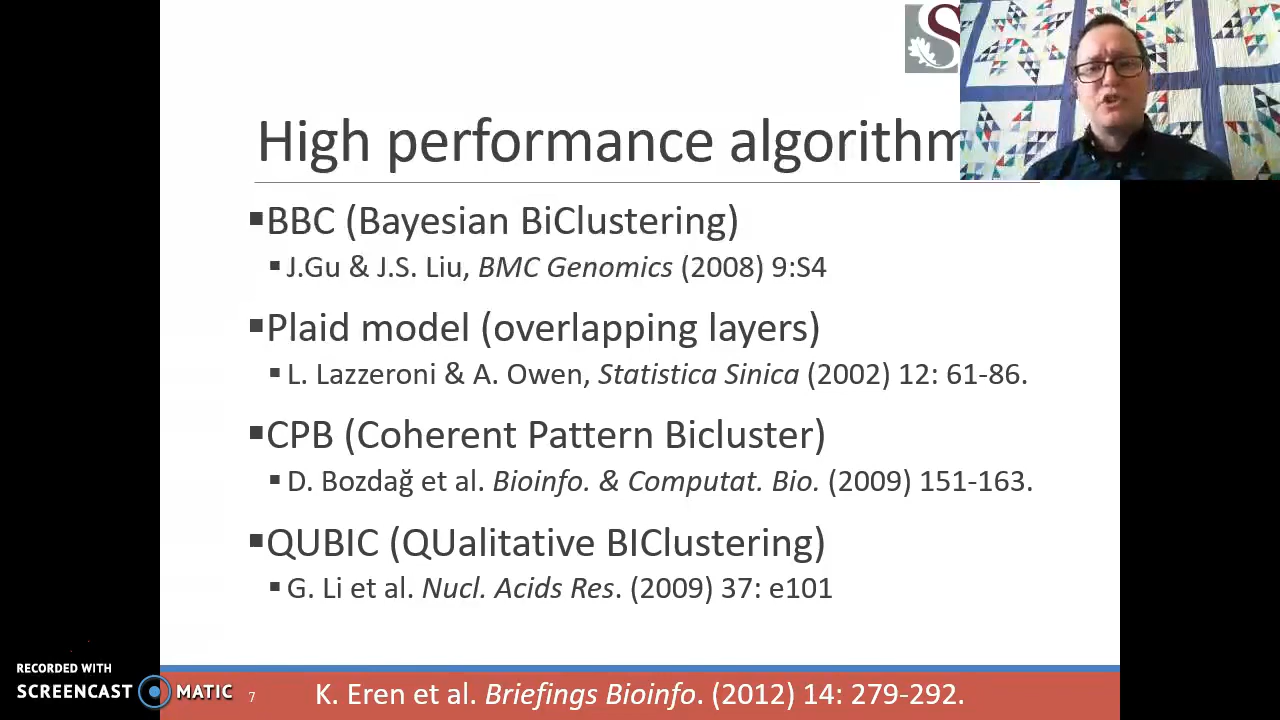 S
High performance algorithm
▪BBC (Bayesian BiClustering)
▪J.Gu & J.S. Liu, BMC Genomics (2008) 9:S4
▪Plaid model (overlapping layers)
▪L. Lazzeroni & A. Owen, Statistica Sinica (2002) 12: 61-86.
▪CPB (Coherent Pattern Bicluster)
▪D. Bozdağ et al. Bioinfo. & Computat. Bio. (2009) 151-163.
▪QUBIC (QUalitative BIClustering)
▪G. Li et al. Nucl. Acids Res. (2009) 37: e101
RECORDED WITH
SCREENCAST MATIC
7
K. Eren et al. Briefings Bioinfo. (2012) 14: 279-292.